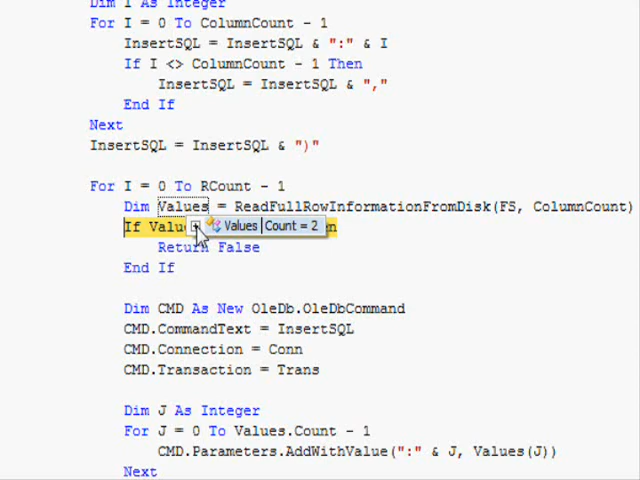 Dim I As Integer
For I = 0 To ColumnCount - 1
InsertSQL = InsertSQL & ":" & I
If I <> ColumnCount - 1 Then
InsertSQL = InsertSQL & ","
End If
Next
InsertSQL = InsertSQL & ")"
For I = 0 To RCount - 1
Dim Values = ReadFullRowInformationFromDisk(FS, ColumnCount)
If Valu Values Count = 2 en
Return False
End If
Dim CMD As New OleDb.OleDbCommand
CMD.CommandText = InsertSQL
CMD.Connection = Conn
CMD.Transaction = Trans
Dim J As Integer
For J = 0 To Values.Count - 1
CMD.Parameters.AddWithValue(":" & J, Values(J))
Next